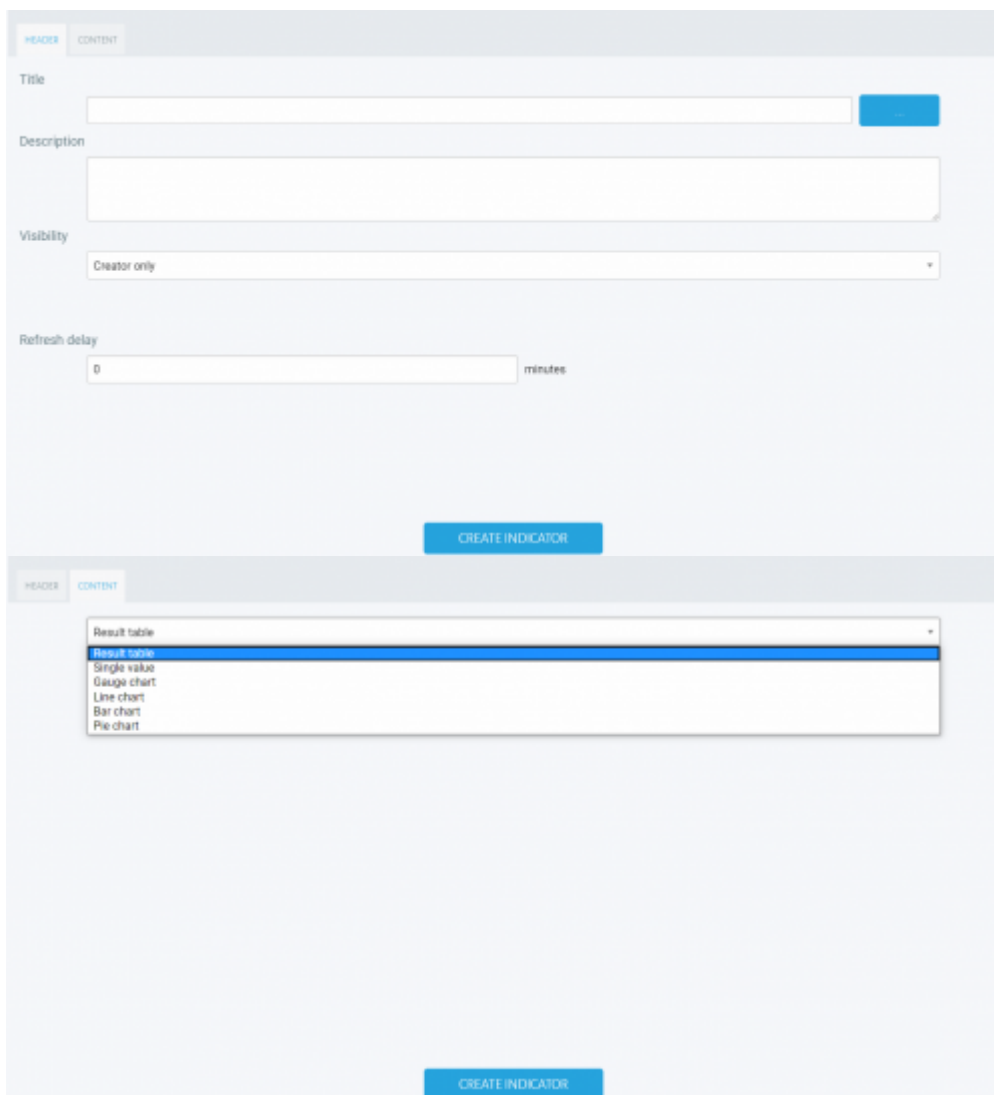 HEADER CONTENT
Title
...
Description
Visibility
Creator only
Refresh delay
0 minutes
CREATE INDICATOR
HEADER CONTENT
Result table
Result table
Single value
Gauge chart
Line chart
Bar chart
Pie chart
CREATE INDICATOR